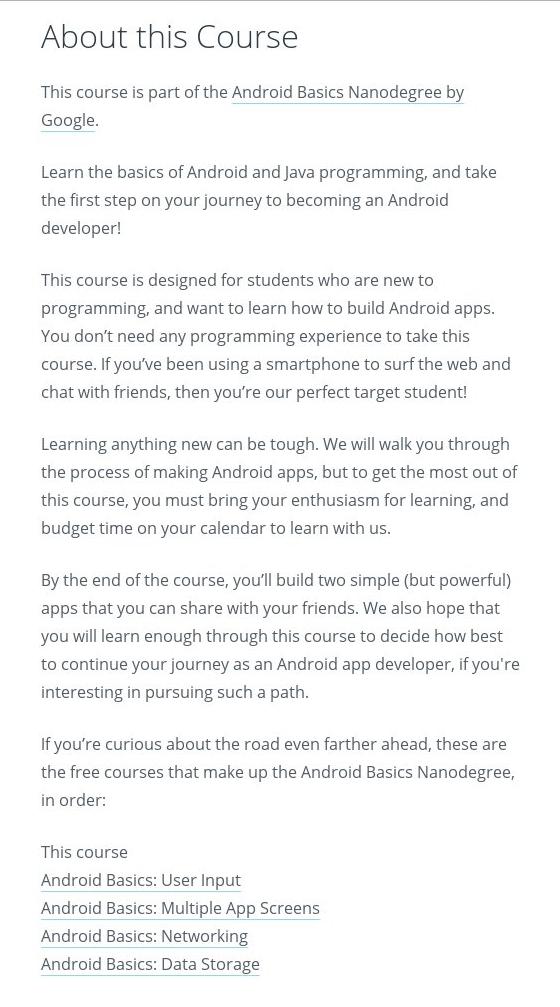 About this Course
This course is part of the Android Basics Nanodegree by
Google.
Learn the basics of Android and Java programming, and take
the first step on your journey to becoming an Android
developer!
This course is designed for students who are new to
programming, and want to learn how to build Android apps.
You don’t need any programming experience to take this
course. If you’ve been using a smartphone to surf the web and
chat with friends, then you’re our perfect target student!
Learning anything new can be tough. We will walk you through
the process of making Android apps, but to get the most out of
this course, you must bring your enthusiasm for learning, and
budget time on your calendar to learn with us.
By the end of the course, you’ll build two simple (but powerful)
apps that you can share with your friends. We also hope that
you will learn enough through this course to decide how best
to continue your journey as an Android app developer, if you're
interesting in pursuing such a path.
If you’re curious about the road even farther ahead, these are
the free courses that make up the Android Basics Nanodegree,
in order:
This course
Android Basics: User Input
Android Basics: Multiple App Screens
Android Basics: Networking
Android Basics: Data Storage